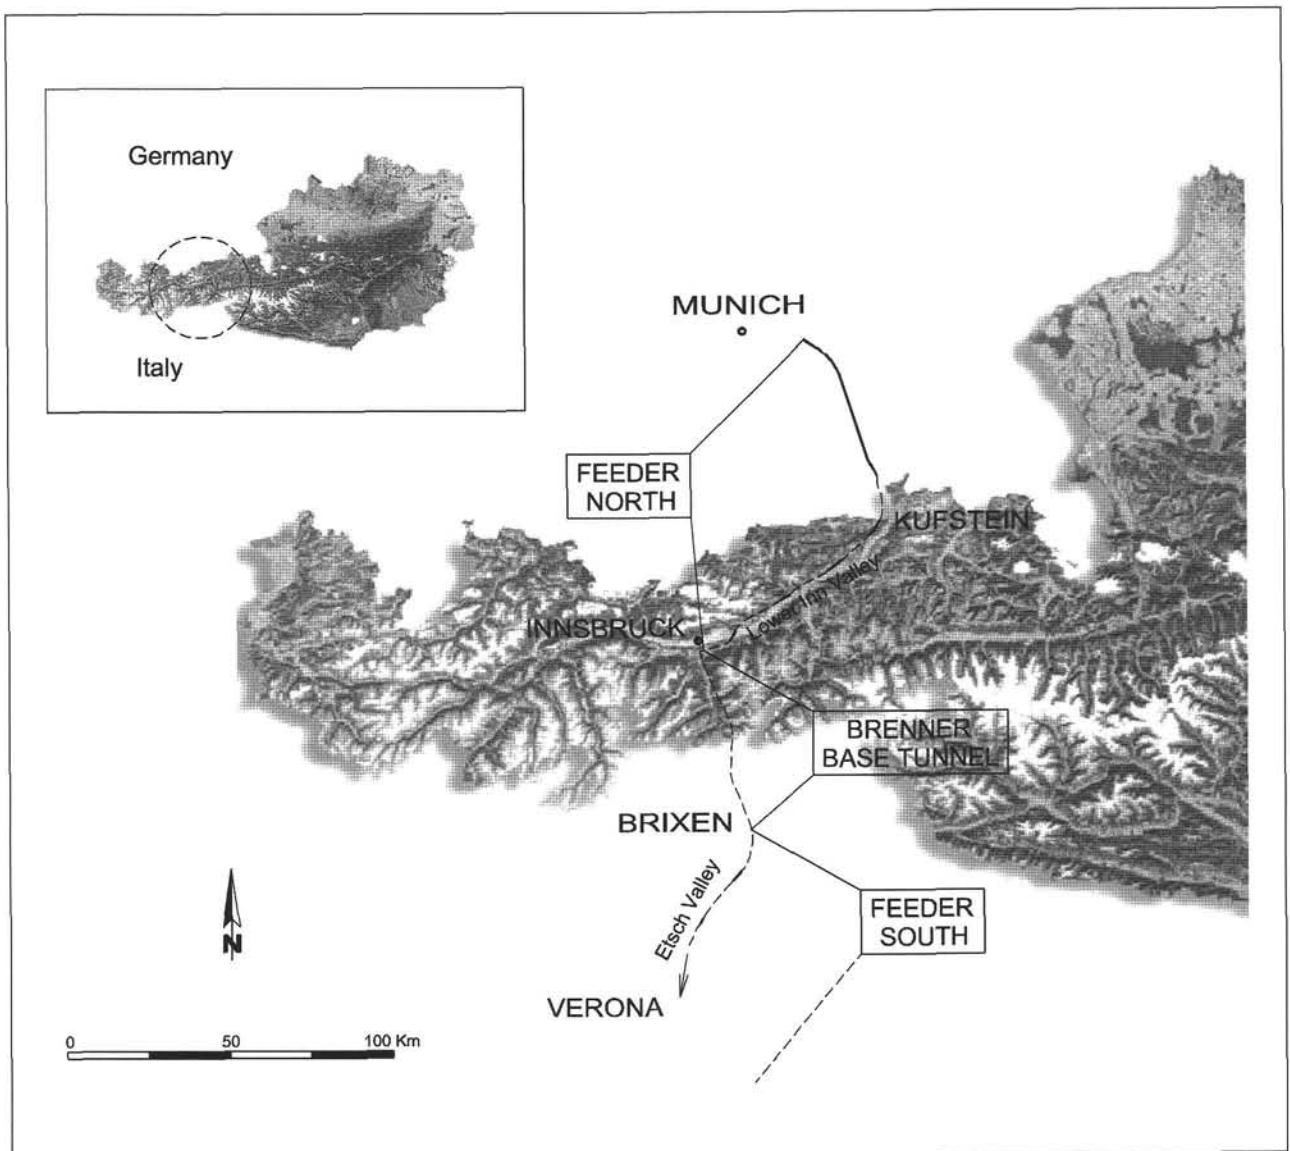 Germany
Italy
MUNICH
FEEDER
NORTH
KUFSTEIN
Lower Inn Valley
INNSBRUCK
BRENNER
BASE TUNNEL
BRIXEN
Etsch Valley
FEEDER
SOUTH
VERONA
N
0 50 100 Km